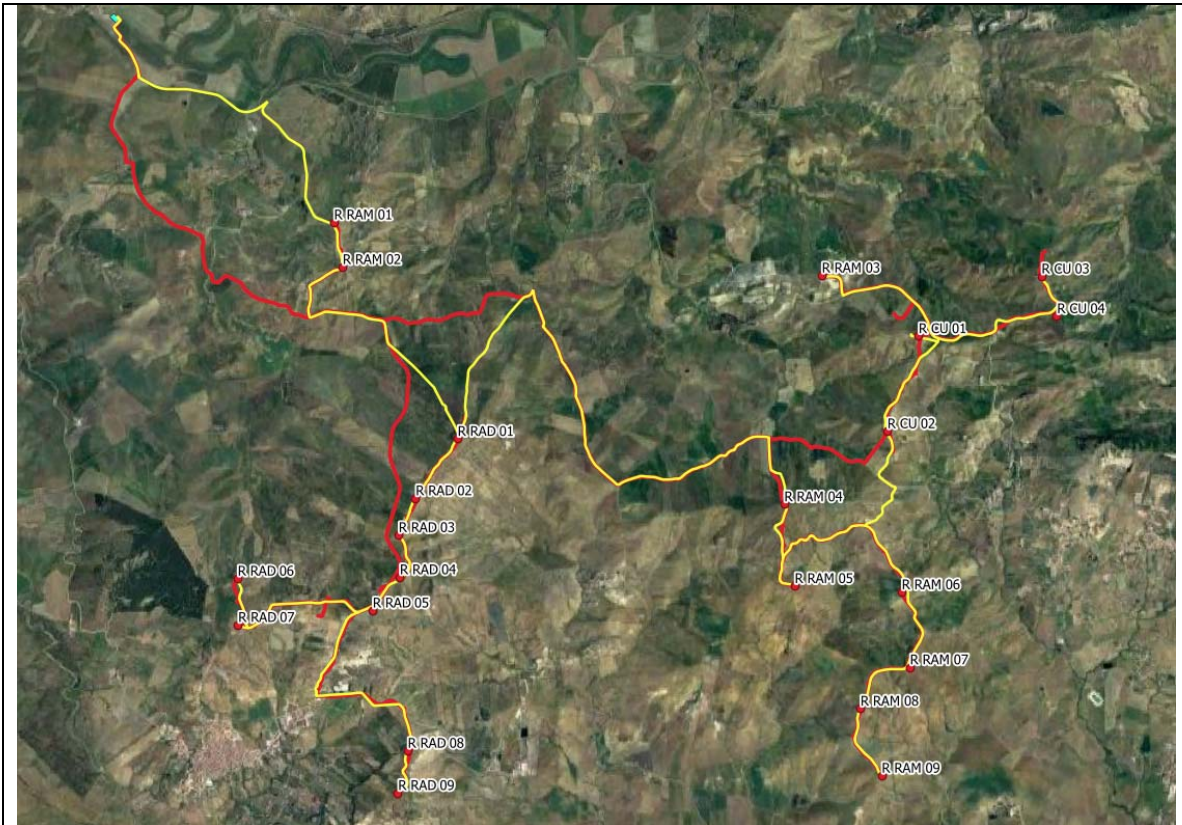 R RAM 01
R RAM 02
R RAM 03
R CU 03
R CU 04
R CU 01
R CU 02
R RAD 01
R RAD 02
R RAM 04
R RAD 03
R RAD 04
R RAD 06
R RAM 05
R RAM 06
R RAD 05
R RAD 07
R RAM 07
R RAM 08
R RAD 08
R RAM 09
R RAD 09